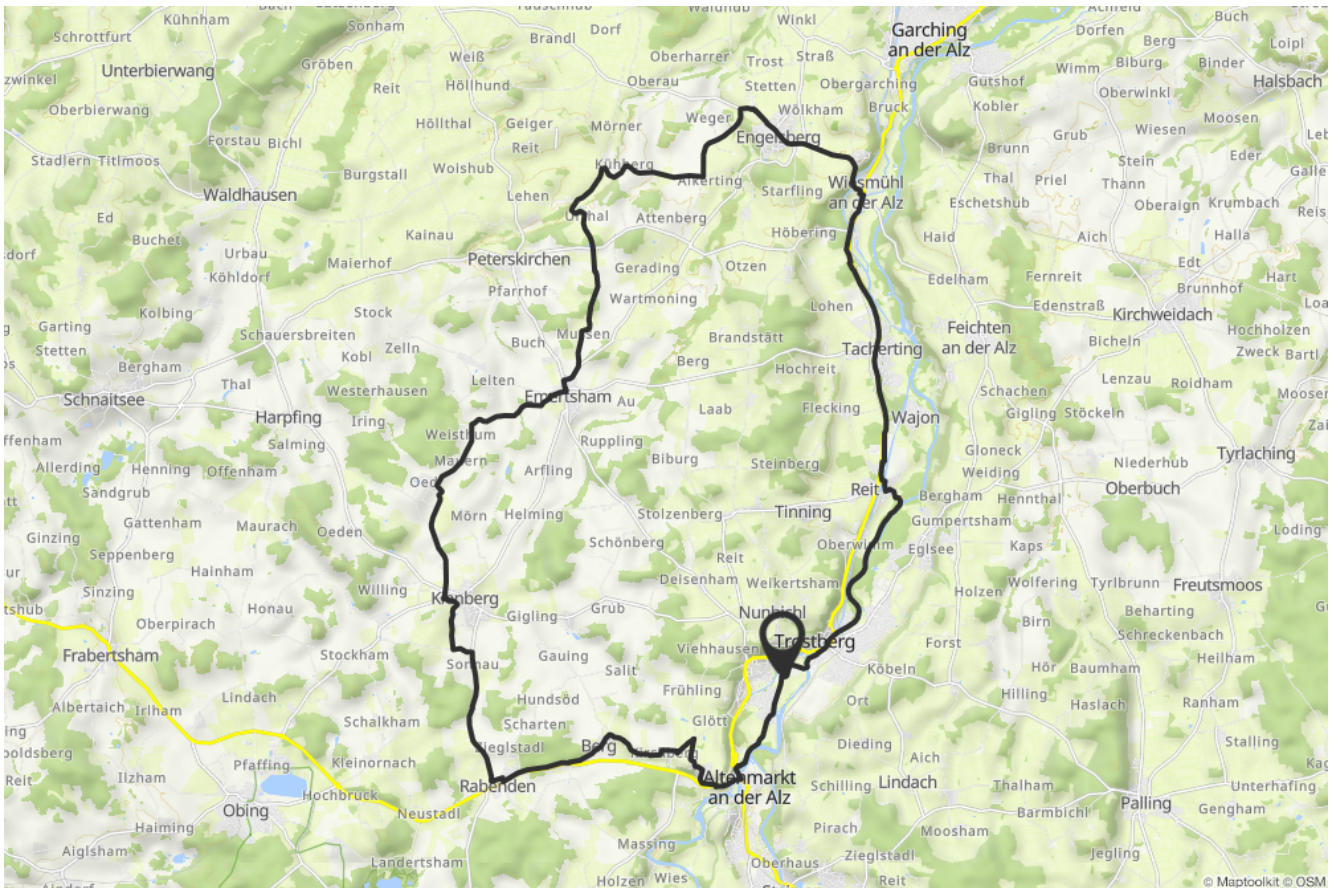 Kühnham
Dorf
Winkl
Garching
an der Alz
Dorfen
Buch
Schrottfurt
Sonham
Brandl
Berg
Loipl
Weiß
Oberharrer
Trost
Straß
Wimm
Biburg
Binder
Halsbach
Unterbierwang
Gröben
Höllhund
Oberau
Stetten
Obergarching
Gutshof
Oberwinkl
Reit
Bruck
Kobler
Moosen
Oberbierwang
Weger
Wölkham
Höllthal
Geiger
Mörner
Engelsberg
Grub
Wiesen
Forstau
Bichl
Reit
Brunn
Eder
Stadlern
Titlmoos
Burgstall
Woishub
Kühberg
Stein
Thal
Priel
Thann
Waldhausen
Lehen
Alkerting
Starfling
Wiesmühl
an der Alz
Eschetshub
Oberaign
Krumbach
Ed
Unthal
Attenberg
Buchet
Kainau
Höbering
Haid
Aich
Halla
Urbau
Maierhof
Peterskirchen
Gerading
Otzen
Edelham
Fernreit
Edt
Köhldorf
Hart
Pfarrhof
Wartmoning
Lohen
Edenstraß
Brunnhof
Kolbing
Stock
Kirchweidach
Garting
Schauersbreiten
Mussen
Brandstätt
Feichten
an der Alz
Hochholzen
Stetten
Kobl
Zelln
Buch
Tacherting
Bicheln
Zweck
Bartl
Bergham
Berg
Hochreit
Thal
Westerhausen
Leiten
Schachen
Lenzau
Roidham
Schnaitsee
Emertsham
Au
Laab
Flecking
Wajon
Gigling
Stöckeln
Harpfing
Iring
Weisthum
Ruppling
Salming
Gloneck
Allerding
Henning
Offenham
Mayern
Arfling
Biburg
Steinberg
Weiding
Niederhub
Tyrlaching
Sandgrub
Reit
Bergham
Hennthal
Oberbuch
Gattenham
Maurach
Oeden
Mörn
Helming
Stolzenberg
Tinning
Gumpertsham
Loding
Ginzing
Schönberg
Seppenberg
Reit
Eglsee
Kaps
Hainham
Deisenham
Weikertsham
Wolfering
Tyrlbrunn
Freutsmoos
Sinzing
Willing
Holzen
Honau
Kienberg
Gigling
Grub
Birn
Beharting
Oberpirach
Trostberg
Forst
Schreckenbach
Frabertsham
Stockham
Gauing
Viehhausen
Köbeln
Hör
Baumham
Heilham
Salit
Albertaich
Irlham
Lindach
Hundsöd
Frühling
Ort
Hilling
Haslach
Ranham
Schalkham
Scharten
Glött
Dieding
Stalling
Pfaffing
Kleinornach
Berg
Aich
Reit
Ilzham
Hochbruck
Rabenden
Altenmarkt
an der Alz
Schilling
Lindach
Thalham
Unterhafing
Obing
Neustadl
Barmbichl
Palling
Gengham
Haiming
Pirach
Moosham
Aiglsham
Massing
Landertsham
Oberhaus
Zieglstadl
Jegling
Holzen
Wies
Reit
© Maptoolkit © OSM